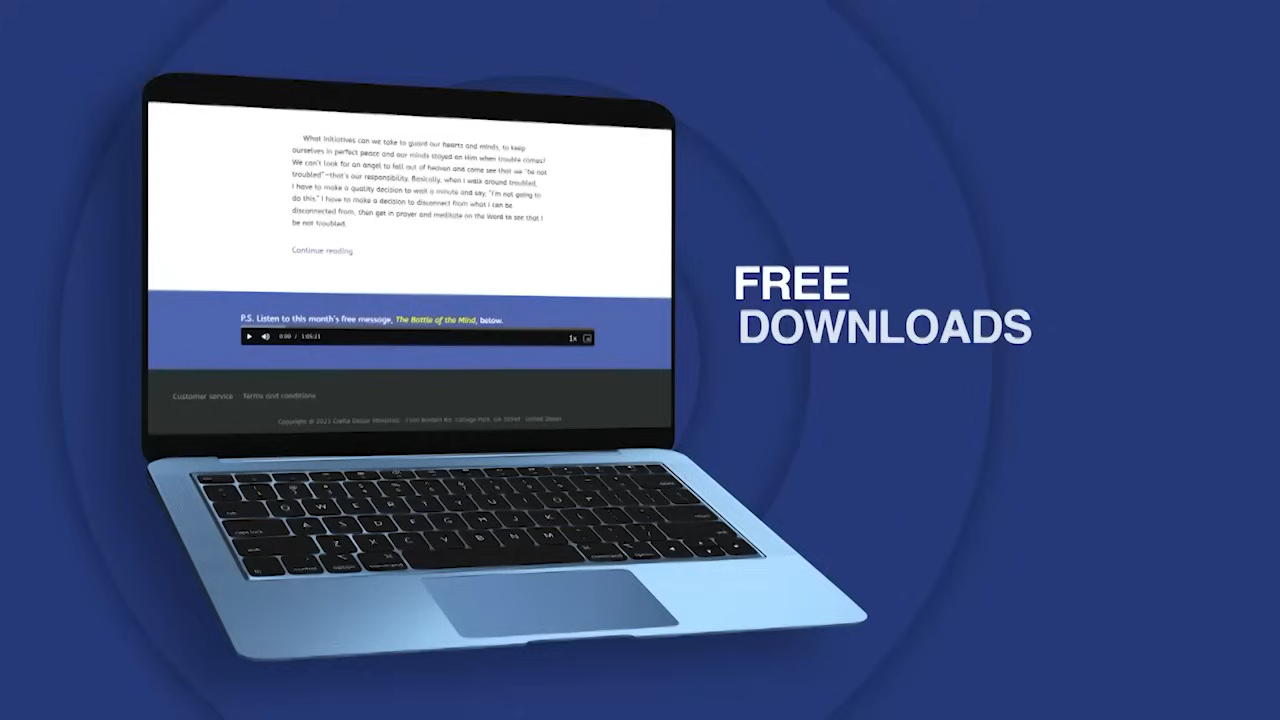 What initiatives can we take to guard our hearts and minds, to keep
ourselves in perfect peace and our minds stayed on Him when trouble comes?
We can't look for an angel to fall out of heaven and come see that we "be not
troubled"—that's our responsibility. Basically, when I walk around troubled,
I have to make a quality decision to wait a minute and say, "I'm not going to
do this." I have to make a decision to disconnect from what I can be
disconnected from, then get in prayer and meditate on the Word to see that I
be not troubled.
Continue reading
P.S. Listen to this month's free message, The Battle of the Mind, below.
0:00 / 1:05:21
1x
Customer service Terms and conditions
FREE
DOWNLOADS
Q W E R T Y U I O P
caps lock A S D F G H J K L
Z X C V B N M